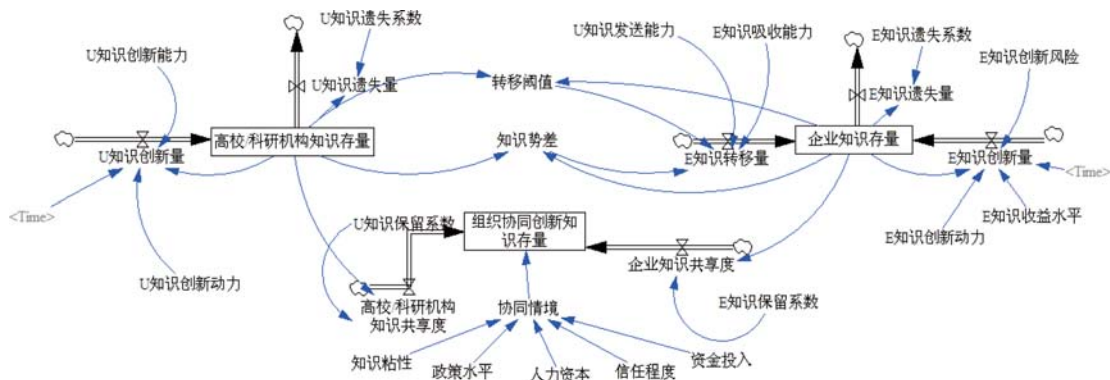 U知识遗失系数
U知识发送能力
E知识吸收能力
E知识遗失系数
U知识创新能力
E知识创新风险
U知识遗失量
转移阈值
E知识遗失量
高校/科研机构知识存量
知识势差
企业知识存量
U知识创新量
E知识转移量
E知识创新量
<Time>
<Time>
U知识保留系数
组织协同创新知
识存量
E知识收益水平
E知识创新动力
企业知识共享度
U知识创新动力
高校/科研机构
知识共享度
协同情境
E知识保留系数
知识粘性
政策水平
人力资本
信任程度
资金投入